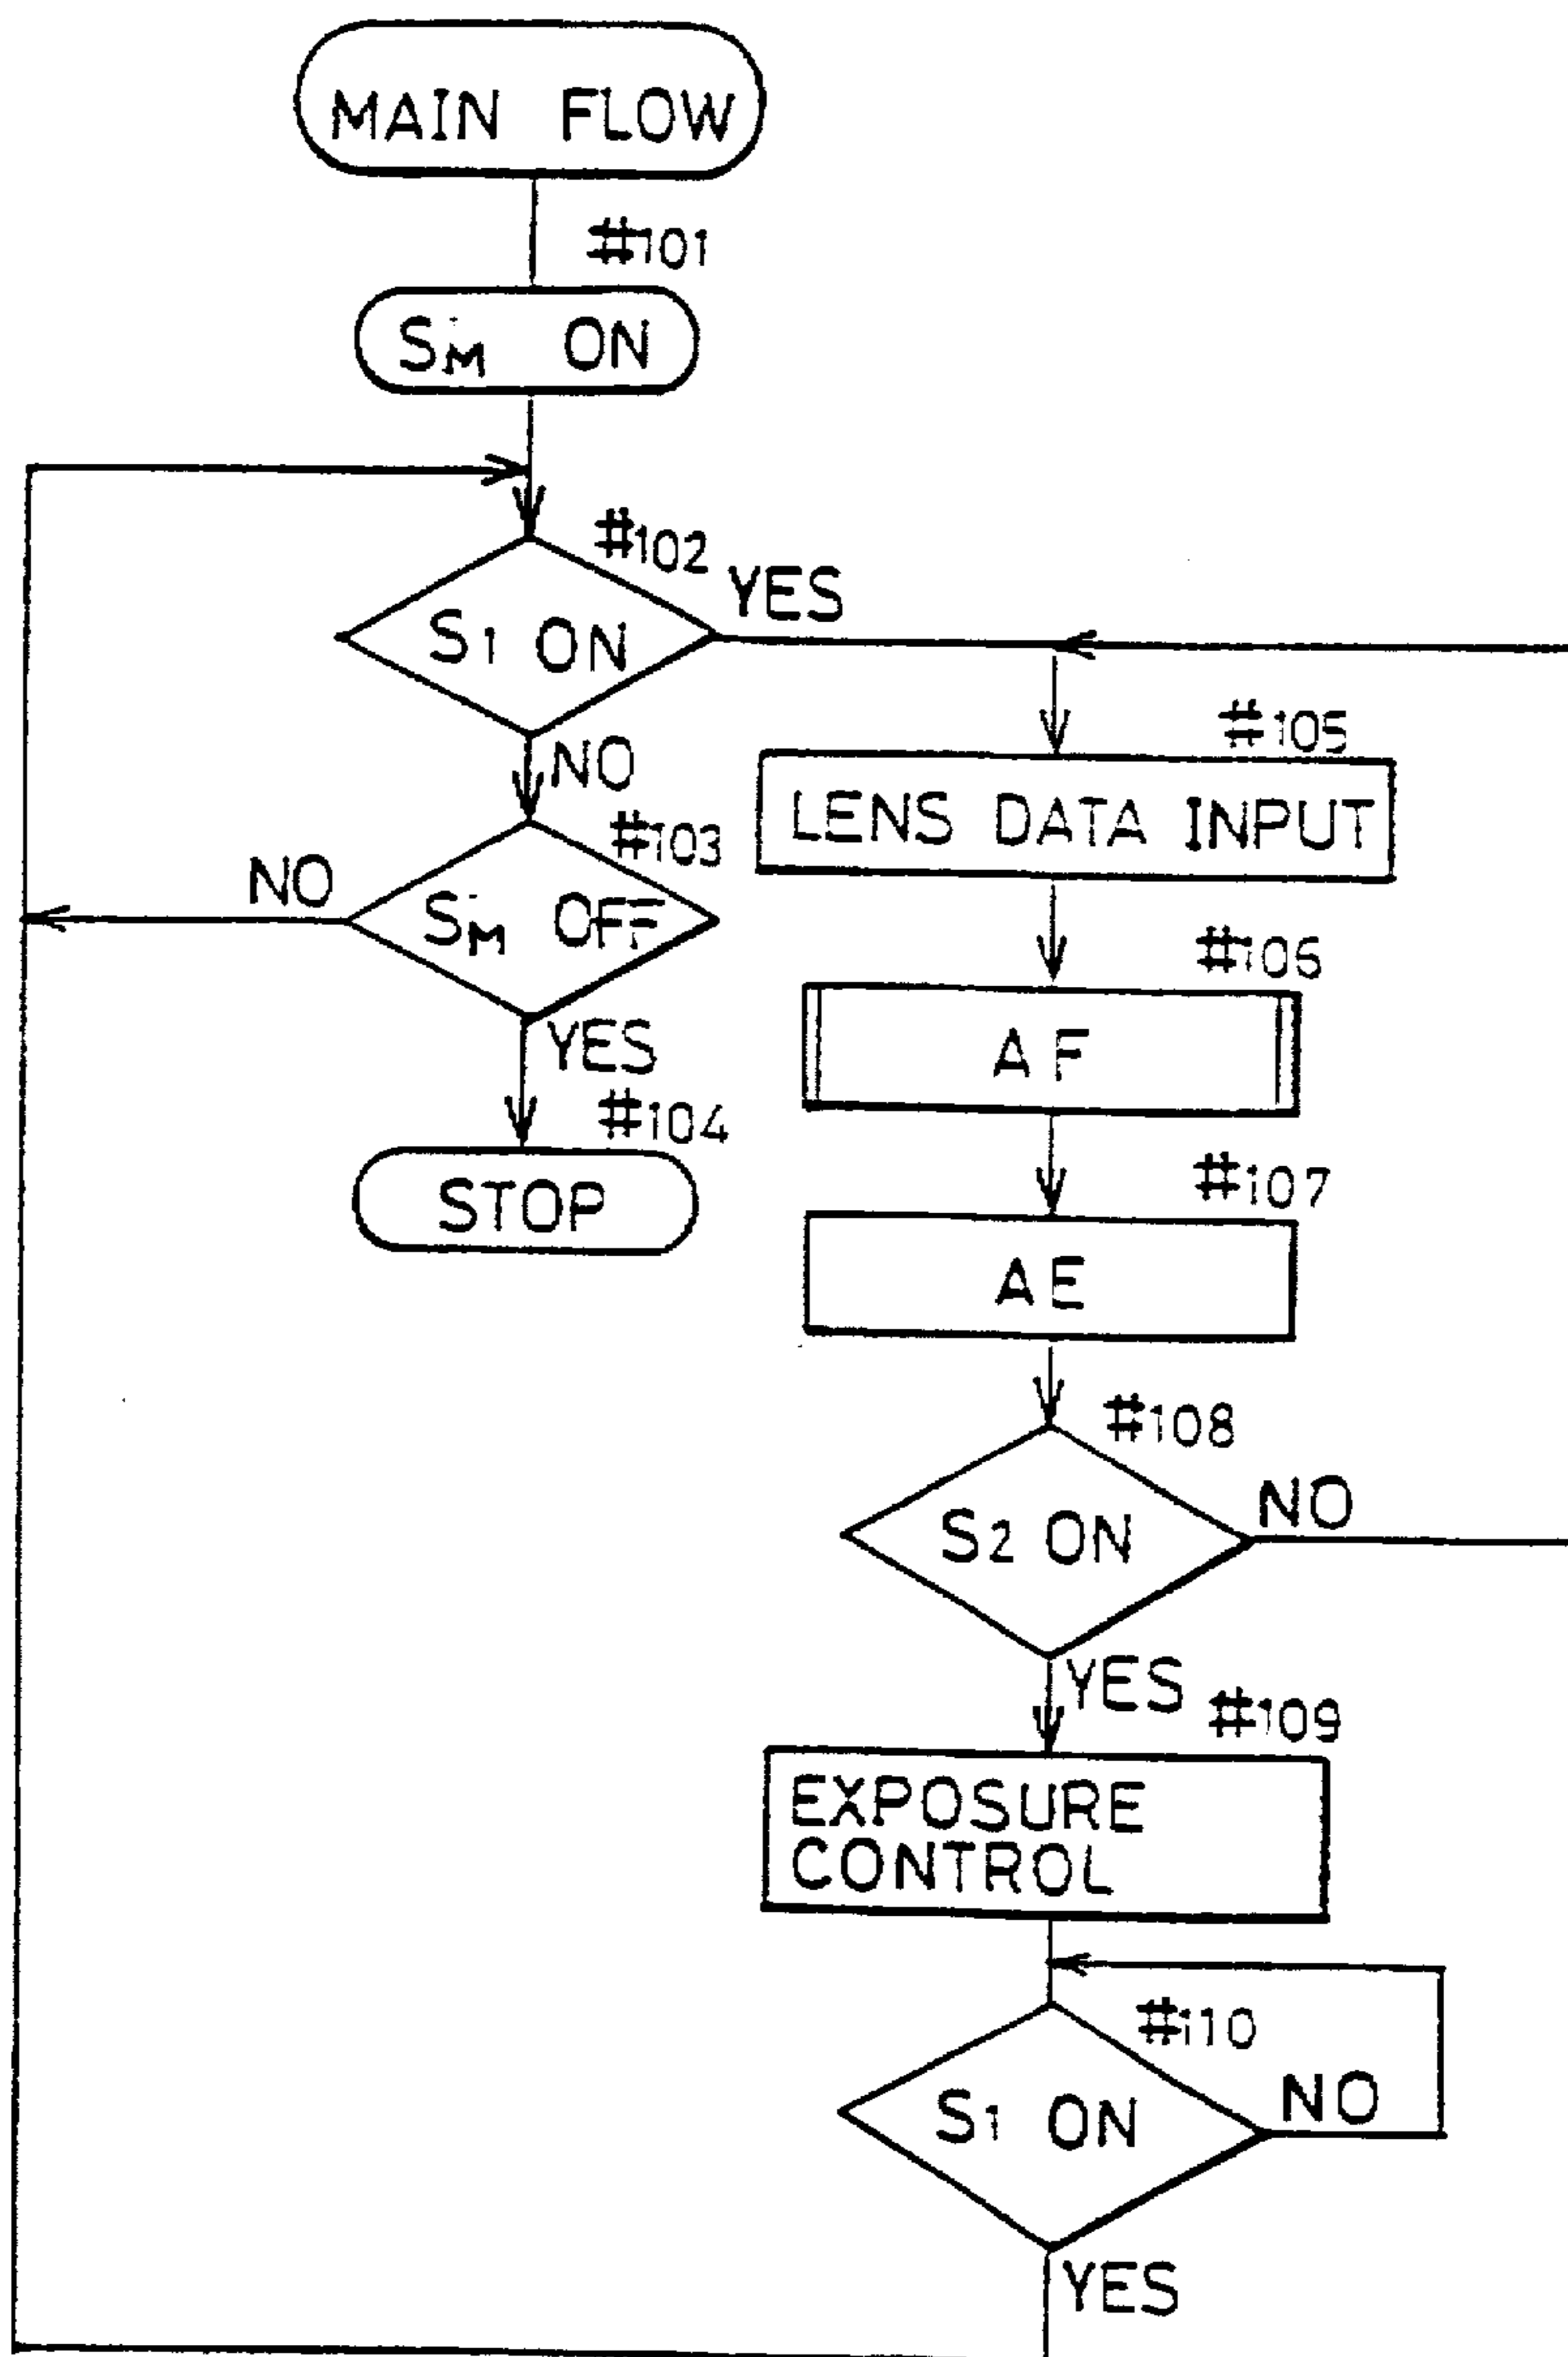 MAIN FLOW
#101
SM ON
#102
S1 ON
YES
NO
#103
SM OFF
NO
YES
#104
STOP
#105
LENS DATA INPUT
#106
AF
#107
AE
#108
S2 ON
NO
YES
#109
EXPOSURE
CONTROL
#110
S1 ON
NO
YES